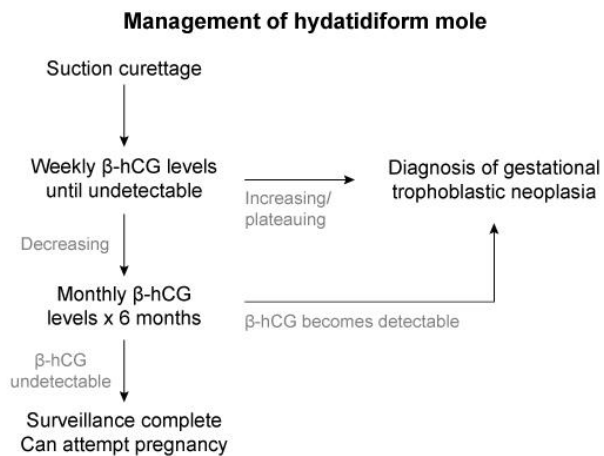 Management of hydatidiform mole
Suction curettage
Weekly β-hCG levels
until undetectable
Increasing/
plateauing
Diagnosis of gestational
trophoblastic neoplasia
Decreasing
Monthly β-hCG
levels x 6 months
β-hCG becomes detectable
β-hCG
undetectable
Surveillance complete
Can attempt pregnancy